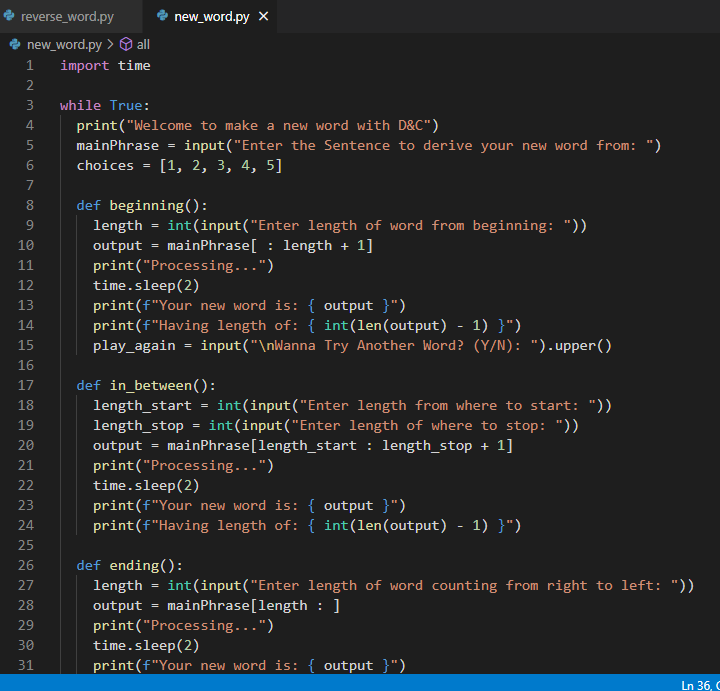 reverse_word.py new_word.py ×
new_word.py > all
1 import time
2
3 while True:
4 print("Welcome to make a new word with D&C")
5 mainPhrase = input("Enter the Sentence to derive your new word from: ")
6 choices = [1, 2, 3, 4, 5]
7
8 def beginning():
9 length = int(input("Enter length of word from beginning: "))
10 output = mainPhrase[ : length + 1]
11 print("Processing...")
12 time.sleep(2)
13 print(f"Your new word is: { output }")
14 print(f"Having length of: { int(len(output) - 1) }")
15 play_again = input("\nWanna Try Another Word? (Y/N): ").upper()
16
17 def in_between():
18 length_start = int(input("Enter length from where to start: "))
19 length_stop = int(input("Enter length of where to stop: "))
20 output = mainPhrase[length_start : length_stop + 1]
21 print("Processing...")
22 time.sleep(2)
23 print(f"Your new word is: { output }")
24 print(f"Having length of: { int(len(output) - 1) }")
25
26 def ending():
27 length = int(input("Enter length of word counting from right to left: "))
28 output = mainPhrase[length : ]
29 print("Processing...")
30 time.sleep(2)
31 print(f"Your new word is: { output }")
Ln 36,